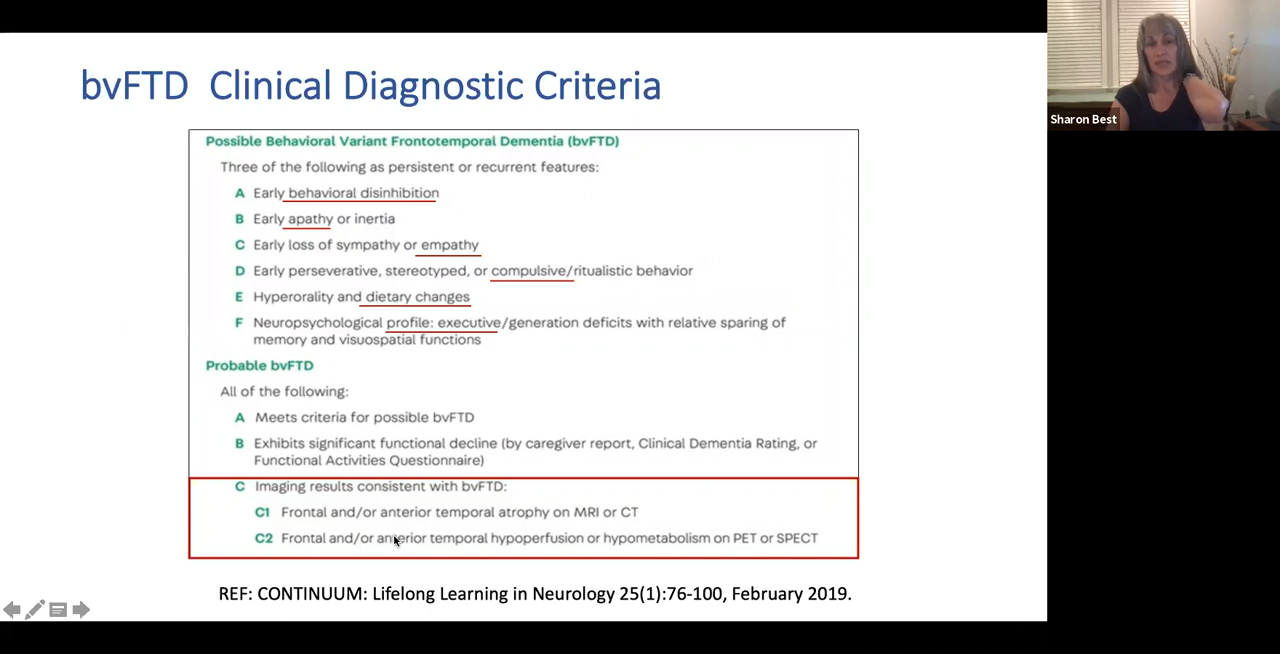 bvFTD Clinical Diagnostic Criteria
Sharon Best
Possible Behavioral Variant Frontotemporal Dementia (bvFTD)
Three of the following as persistent or recurrent features:
A Early behavioral disinhibition
B Early apathy or inertia
C Early loss of sympathy or empathy
D Early perseverative, stereotyped, or compulsive/ritualistic behavior
E Hyperorality and dietary changes
F Neuropsychological profile: executive/generation deficits with relative sparing of
memory and visuospatial functions
Probable bvFTD
All of the following:
A Meets criteria for possible bvFTD
B Exhibits significant functional decline (by caregiver report, Clinical Dementia Rating, or
Functional Activities Questionnaire)
C Imaging results consistent with bvFTD:
C1 Frontal and/or anterior temporal atrophy on MRI or CT
C2 Frontal and/or anterior temporal hypoperfusion or hypometabolism on PET or SPECT
REF: CONTINUUM: Lifelong Learning in Neurology 25(1):76-100, February 2019.